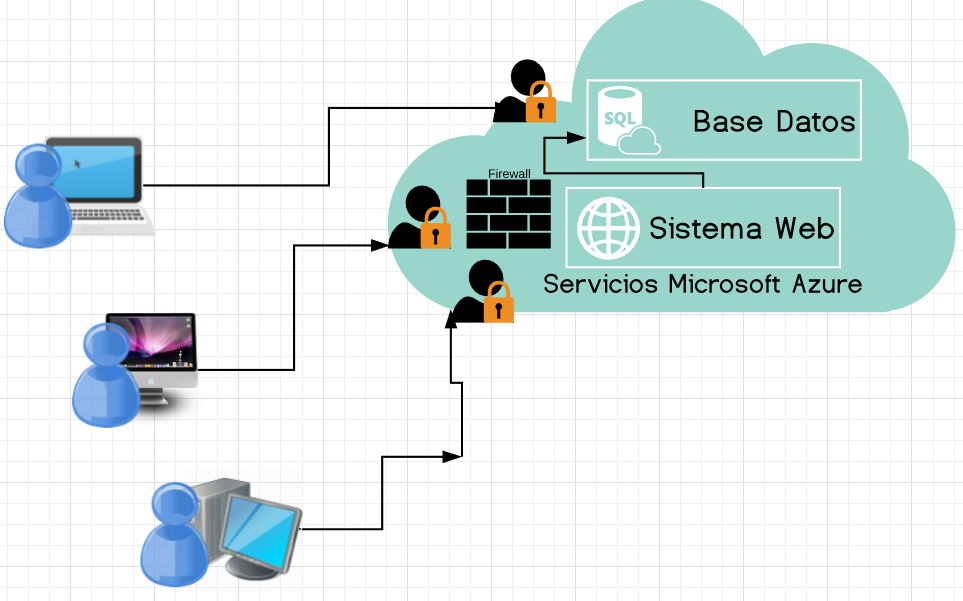 SQL
Base Datos
Firewall
Sistema Web
Servicios Microsoft Azure